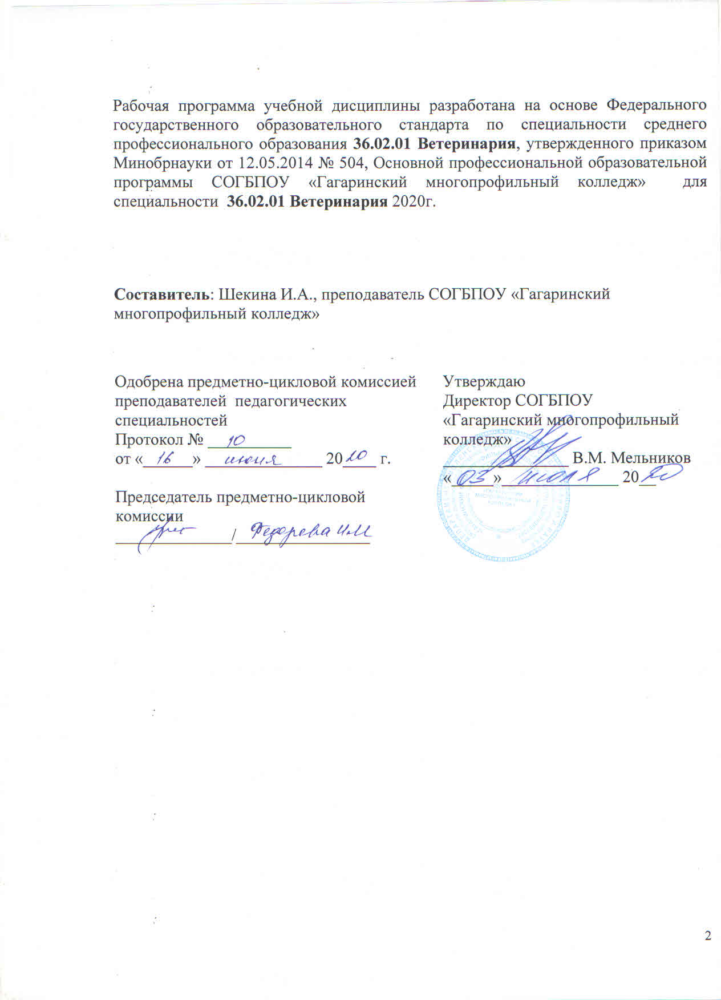 Рабочая программа учебной дисциплины разработана на основе Федерального
государственного образовательного стандарта по специальности среднего
профессионального образования 36.02.01 Ветеринария, утвержденного приказом
Минобрнауки от 12.05.2014 № 504, Основной профессиональной образовательной
программы СОГБПОУ «Гагаринский многопрофильный колледж» для
специальности 36.02.01 Ветеринария 2020г.
Составитель: Шекина И.А., преподаватель СОГБПОУ «Гагаринский
многопрофильный колледж»
Одобрена предметно-цикловой комиссией
преподавателей педагогических
специальностей
Протокол № 10
от «16» июня 2020 г.
Председатель предметно-цикловой
комиссии
/ Федорева И.И
Утверждаю
Директор СОГБПОУ
«Гагаринский многопрофильный
колледж»
В.М. Мельников
«03» июля 2020
2